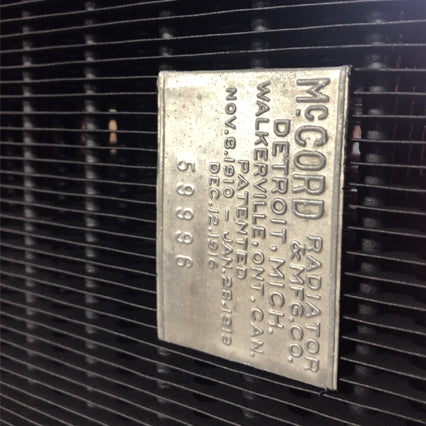 McCORD RADIATOR
& MFG. CO.
DETROIT, MICH.
WALKERVILLE, ONT. CAN.
PATENTED
NOV. 8. 1910 – JAN. 28. 1919
DEC. 12. 1916
59996